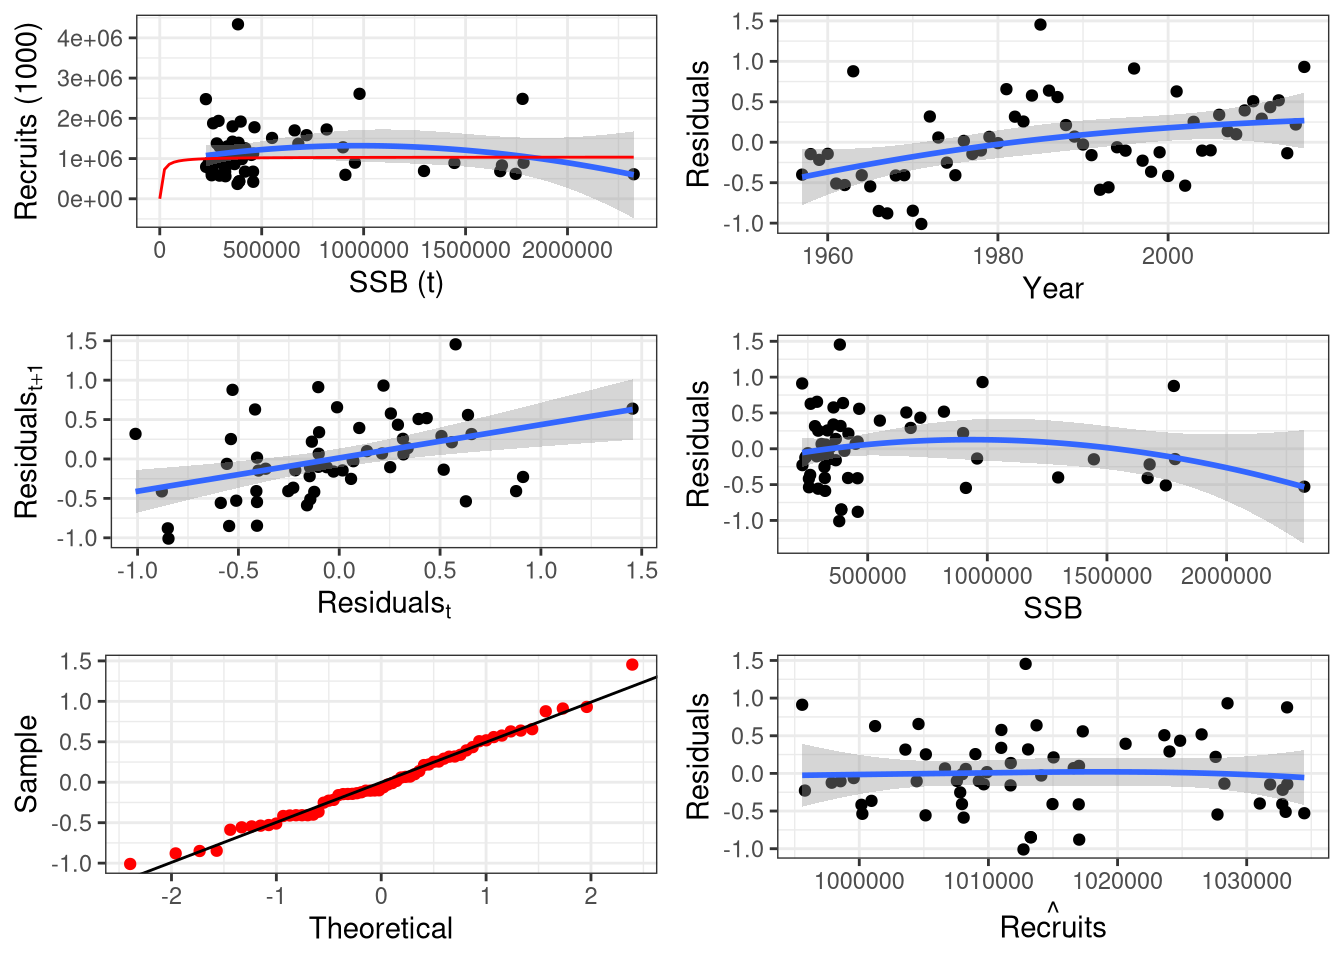 4e+06
3e+06
2e+06
1e+06
0e+00
Recruits (1000)
0 500000 1000000 1500000 2000000
SSB (t)
1.5
1.0
0.5
0.0
-0.5
-1.0
Residuals
1960 1980 2000
Year
1.5
1.0
0.5
0.0
-0.5
-1.0
Residuals t+1
-1.0 -0.5 0.0 0.5 1.0 1.5
Residuals t
1.5
1.0
0.5
0.0
-0.5
-1.0
Residuals
500000 1000000 1500000 2000000
SSB
1.5
1.0
0.5
0.0
-0.5
-1.0
Sample
-2 -1 0 1 2
Theoretical
1.5
1.0
0.5
0.0
-0.5
-1.0
Residuals
1000000 1010000 1020000 1030000
^
Recruits